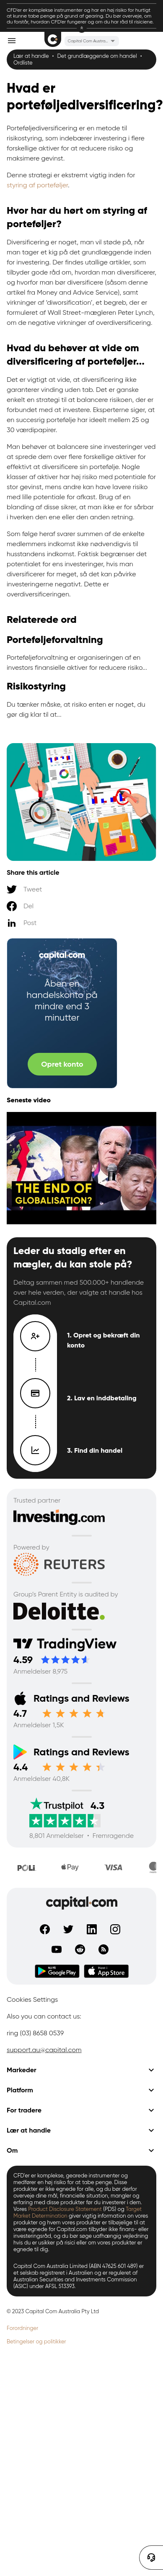 CFD'er er komplekse instrumenter og har en høj risiko for hurtigt
at kunne tabe penge på grund af gearing. Du bør overveje, om
du forstår, hvordan CFD'er fungerer og om du har råd til risiciene.
Capital Com Austra...
Lær at handle • Det grundlæggende om handel •
Ordliste
Hvad er
porteføljediversificering?
Porteføljediversificering er en metode til
risikostyring, som indebærer investering i flere
forskellige aktiver for at reducere risiko og
maksimere gevinst.
Denne strategi er ekstremt vigtig inden for
styring af porteføljer.
Hvor har du hørt om styring af
porteføljer?
Diversificering er noget, man vil støde på, når
man tager et kig på det grundlæggende inden
for investering. Der findes utallige artikler, som
tilbyder dyb viden om, hvornår og man diversificerer,
og hvorfor man bør diversificere (såsom denne
artikel fra Money and Advice Service) om
virkningen af 'diworsification', et begreb, der er
formuleret af Wall Street-mægleren Peter Lynch,
om de negative virkninger af overdiversificering.
Hvad du behøver at vide om
diversificering af porteføljer...
Det er vigtigt at vide, at diversificering ikke
garanterer kvindring uden tab. Det er ganske
enkelt en strategi til at balancere risici, der er
forbundet med at investere. Eksperterne siger, at
en succesrig portefølje har ideelt mellem 25 og
30 værdipapirer.
Man behøver at balancere sine investeringer ved
at sprede dem over flere forskellige nogle aktiver
for mest effektivt at diversificere sin portefølje. Et
par høj risiko-aktiver har potentiale for stor
gevinst, mens andre kan have lavere risiko med
lille potentiale for afkast. Brug en blanding af disse, så man ikke er for sårbar
i hverken den ene eller den anden retning.
Som følge heraf svarer summen af de enkelte
medlemmers investeringer ikke altid til
husstandens investeringer. Faktisk begrænser det
potentielle gevinster, hvis ens
investeringer er for
diversificerede, så det kan påvirke
investeringerne negativt. Dette er
overdiversificeringen.
Relaterede ord
Porteføljeforvaltning
Porteføljeforvaltning er organiseringen af en
investors finansielle aktiver for at reducere risiko...
Risikostyring
Du tænker måske, at risiko enten er noget, du
gør dig klar til at...
Share this article
Tweet
Del
Post
capital.com
Åben en
handelskonto på
mindre end 3
minutter
Opret konto
Seneste video
THE END OF
GLOBALISATION?
Leder du stadig efter en
mægler, du kan stole på?
Deltag sammen med 500.000+ handlende
over hele verden, der valgte at handle hos
Capital.com
1. Opret og bekræft din
konto
2. Lav en inddbetaling
3. Find din handel
Trusted partner
Investing.com
Powered by
REUTERS
Group's Parent Entity is audited by
Deloitte.
TradingView
4.59
Anmeldelser 8,975
Ratings and Reviews
4.7
Anmeldelser 1,5K
Ratings and Reviews
4.4
Anmeldelser 40,8K
Trustpilot 4.3
8,801 Anmeldelser • Fremragende
POLi
Apple Pay
VISA
capital.com
Google Play
App Store
Cookies Settings
Also you can contact us:
ring (03) 8658 0539
support.au@capital.com
Markeder
Platform
For tradere
Lær at handle
Om
CFD'er er komplekse, gearede instrumenter og
medfører stor risiko for at tabe penge. Disse
produkter er ikke egnede for alle, og du bør derfor
overveje dine mål, finansielle situation, mangler og
erfaring med disse produkter før du investerer i dem.
Vores Product Disclosure Statement (PDS) og Target
Market Determination giver vigtig information om vores
produkter og hvem vores produkter er tilbøjelige til at
være egnede for. Capital.com tilbyder ikke finans- eller
investeringsrådgivning og du bør søge uafhængig vejledning
hvis du er usikker på, om vores produkter er
egnede til dig.
Capital Com Australia Limited (ABN 47625 601 489) er
et selskab registreret i Australien og er reguleret af
Australian Securities and Investments Commission
(ASIC) under AFSL 513393.
© 2023 Capital Com Australia Pty Ltd
Forordninger
Betingelser og politikker